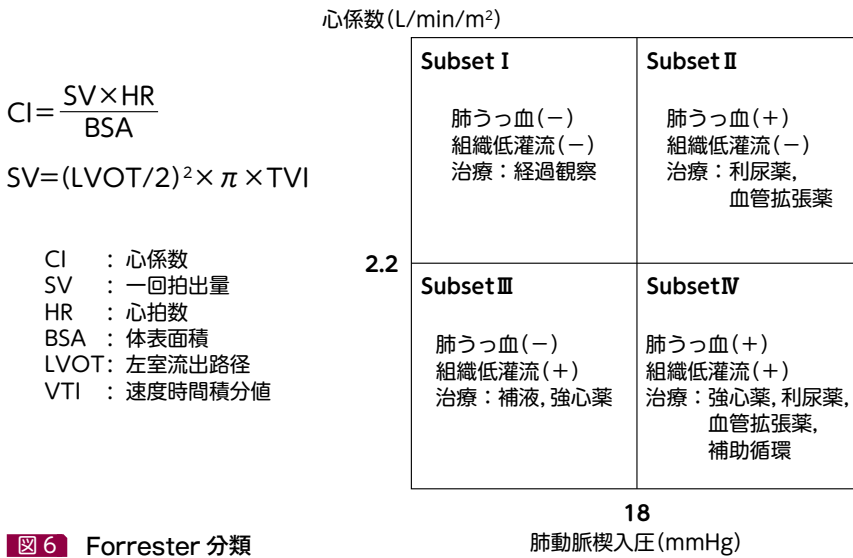 心係数(L/min/m²)
CI=SV×HR/BSA
SV=(LVOT/2)²×π×TVI
CI : 心係数
SV : 一回拍出量
HR : 心拍数
BSA : 体表面積
LVOT: 左室流出路径
VTI : 速度時間積分値
Subset Ⅰ
肺うっ血(−)
組織低灌流(−)
治療：経過観察
Subset Ⅱ
肺うっ血(+)
組織低灌流(−)
治療：利尿薬,
血管拡張薬
2.2
Subset Ⅲ
肺うっ血(−)
組織低灌流(+)
治療：補液, 強心薬
Subset Ⅳ
肺うっ血(+)
組織低灌流(+)
治療：強心薬, 利尿薬,
血管拡張薬,
補助循環
18
肺動脈楔入圧(mmHg)
図6 Forrester 分類